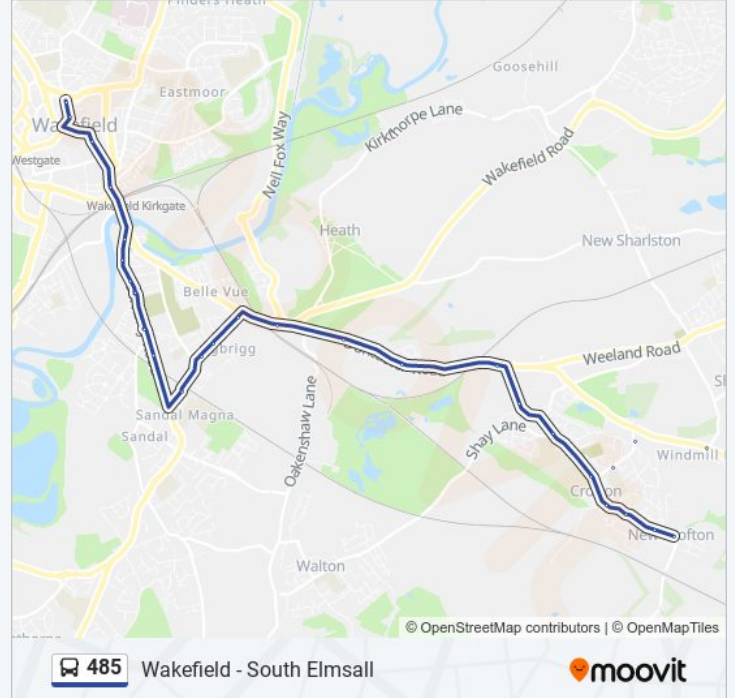 Finders Heath
Goosehill
Eastmoor
Kirkthorpe Lane
Wakefield
Neil Fox Way
Wakefield Road
Westgate
Wakefield Kirkgate
Heath
New Sharlston
Belle Vue
Weeland Road
Sandal Magna
Oakenshaw Lane
Sandal
Shay Lane
Windmill
Crofton
New Crofton
Walton
© OpenStreetMap contributors | © OpenMapTiles
485 Wakefield - South Elmsall
moovit